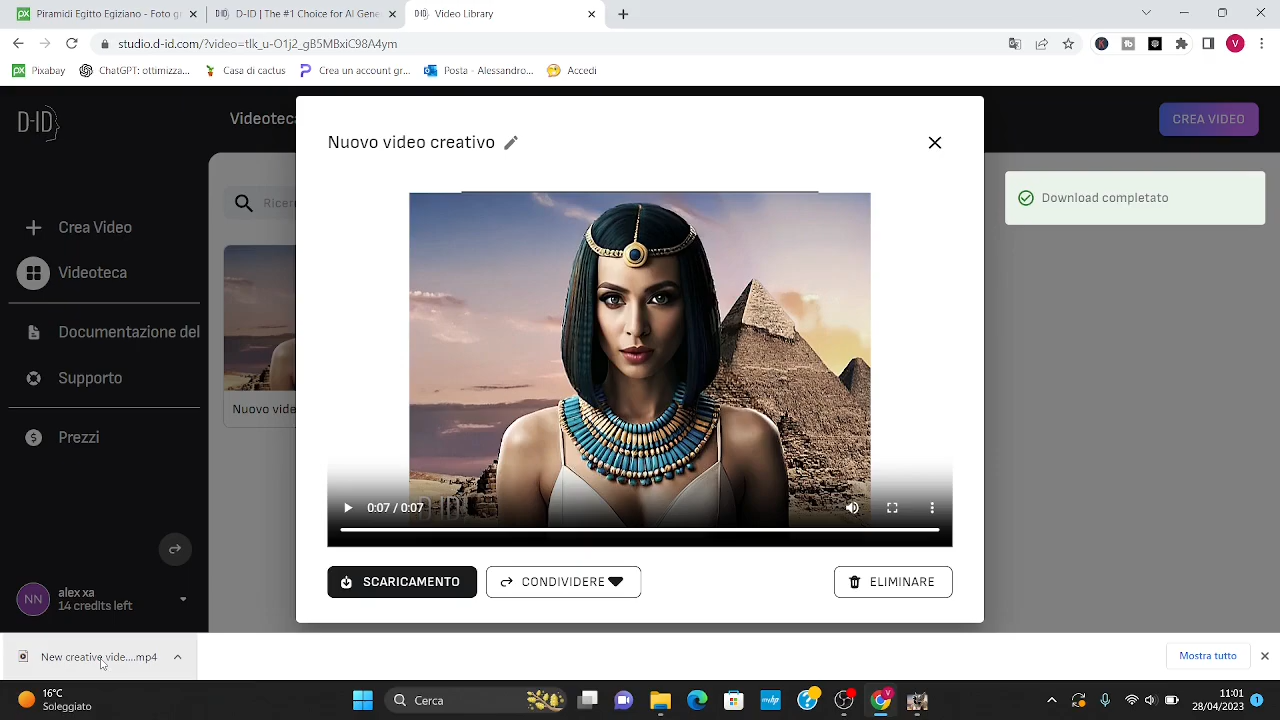 Piramidi Egitto Egiziano - Foto g
D-ID | The #1 Choice for AI Gene
Video Library
studio.d-id.com/?video=tlk_u-O1j2_gB5MBxiC98A4ym
Pixabay
ChatGPT: ottimizza...
Casa di cactus
Crea un account gr...
Posta - Alessandro...
Accedi
D-ID
Videoteca
Nuovo video creativo
CREA VIDEO
Download completato
Crea Video
Videoteca
Documentazione del
Supporto
Prezzi
Ricer
Nuovo vide
0:07 / 0:07
D-ID
SCARICAMENTO
CONDIVIDERE
ELIMINARE
NN
alex xa
14 credits left
New creative vide....mp4
Mostra tutto
16°C
Soleggiato
Cerca
11:01
28/04/2023
1